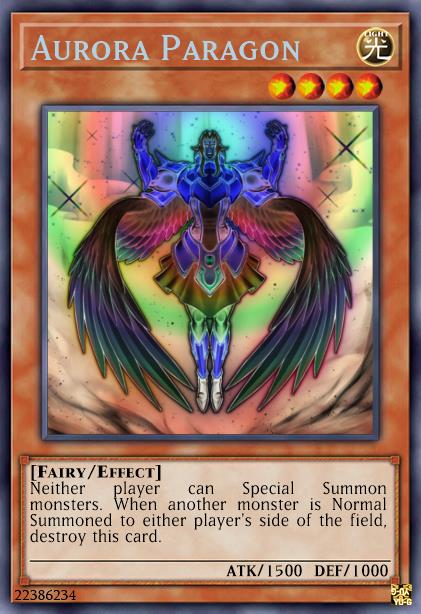 AURORA PARAGON
LIGHT
光
[FAIRY/EFFECT]
Neither player can Special Summon
monsters. When another monster is Normal
Summoned to either player's side of the field,
destroy this card.
ATK/1500 DEF/1000
22386234